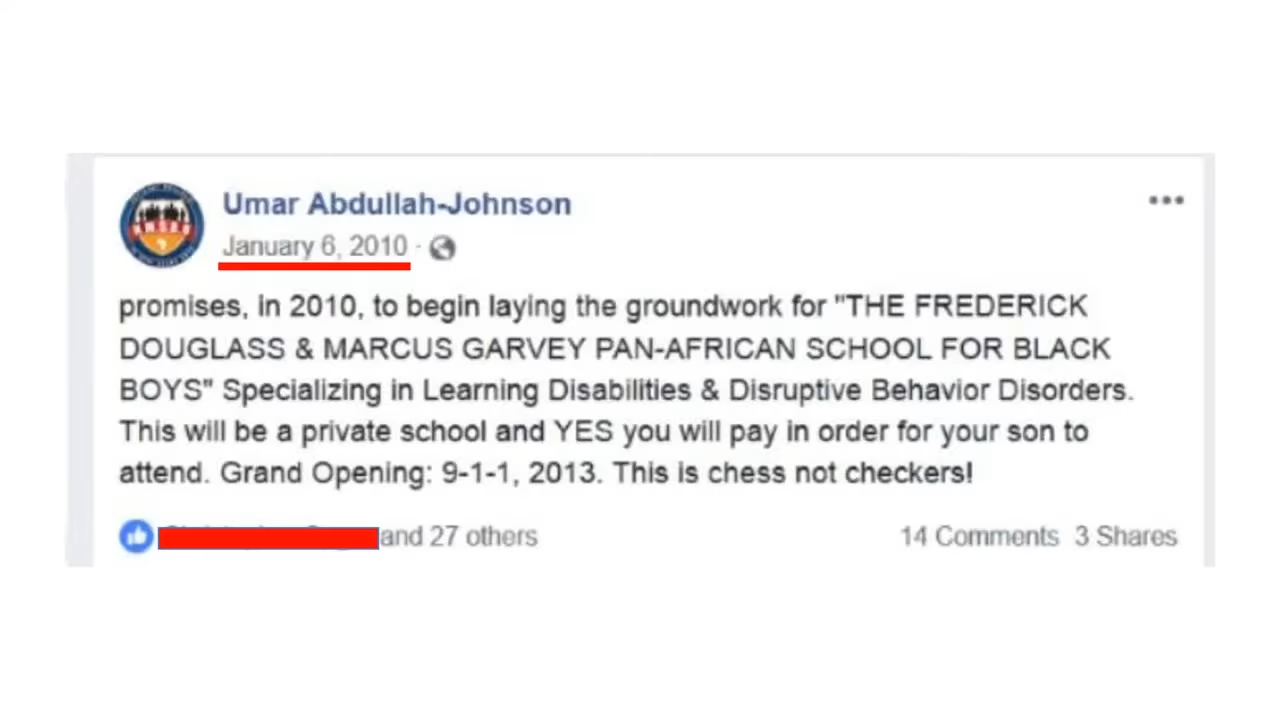 Umar Abdullah-Johnson
January 6, 2010 ·
promises, in 2010, to begin laying the groundwork for "THE FREDERICK
DOUGLASS & MARCUS GARVEY PAN-AFRICAN SCHOOL FOR BLACK
BOYS" Specializing in Learning Disabilities & Disruptive Behavior Disorders.
This will be a private school and YES you will pay in order for your son to
attend. Grand Opening: 9-1-1, 2013. This is chess not checkers!
and 27 others
14 Comments 3 Shares